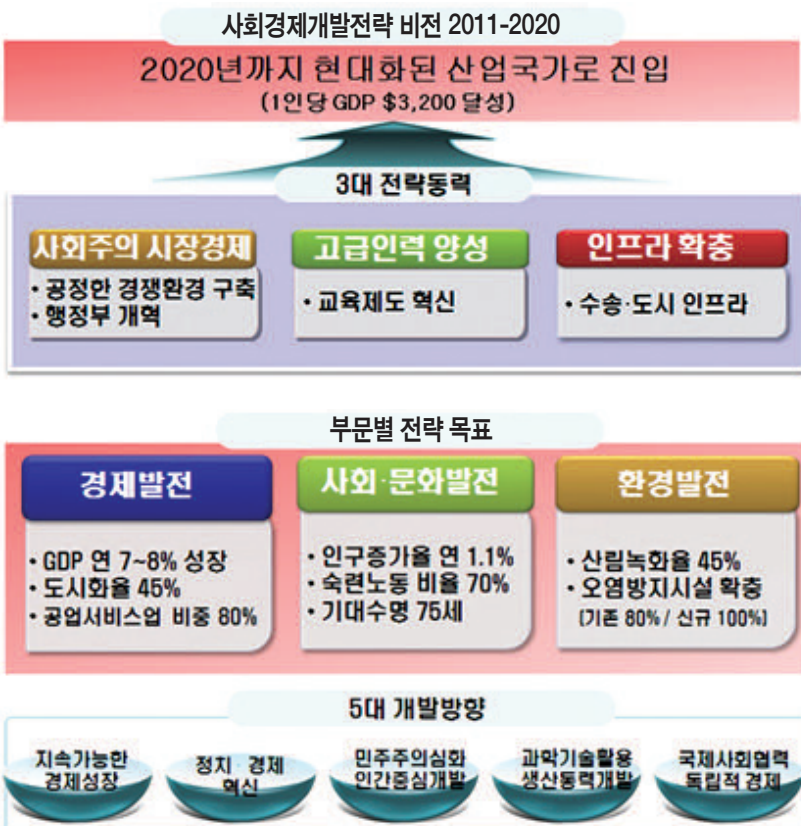 사회경제개발전략 비전 2011-2020
2020년까지 현대화된 산업국가로 진입
(1인당 GDP $3,200 달성)
3대 전략동력
사회주의 시장경제
• 공정한 경쟁환경 구축
• 행정부 개혁
고급인력 양성
• 교육제도 혁신
인프라 확충
• 수송·도시 인프라
부문별 전략 목표
경제발전
• GDP 연 7~8% 성장
• 도시화율 45%
• 공업서비스업 비중 80%
사회·문화발전
• 인구증가율 연 1.1%
• 숙련노동 비율 70%
• 기대수명 75세
환경발전
• 산림녹화율 45%
• 오염방지시설 확충
(기존 80% / 신규 100%)
5대 개발방향
지속가능한
경제성장
정치 경제
혁신
민주주의심화
인간중심개발
과막기술활용
생산동력개발
국제사회협력
독립적 경제